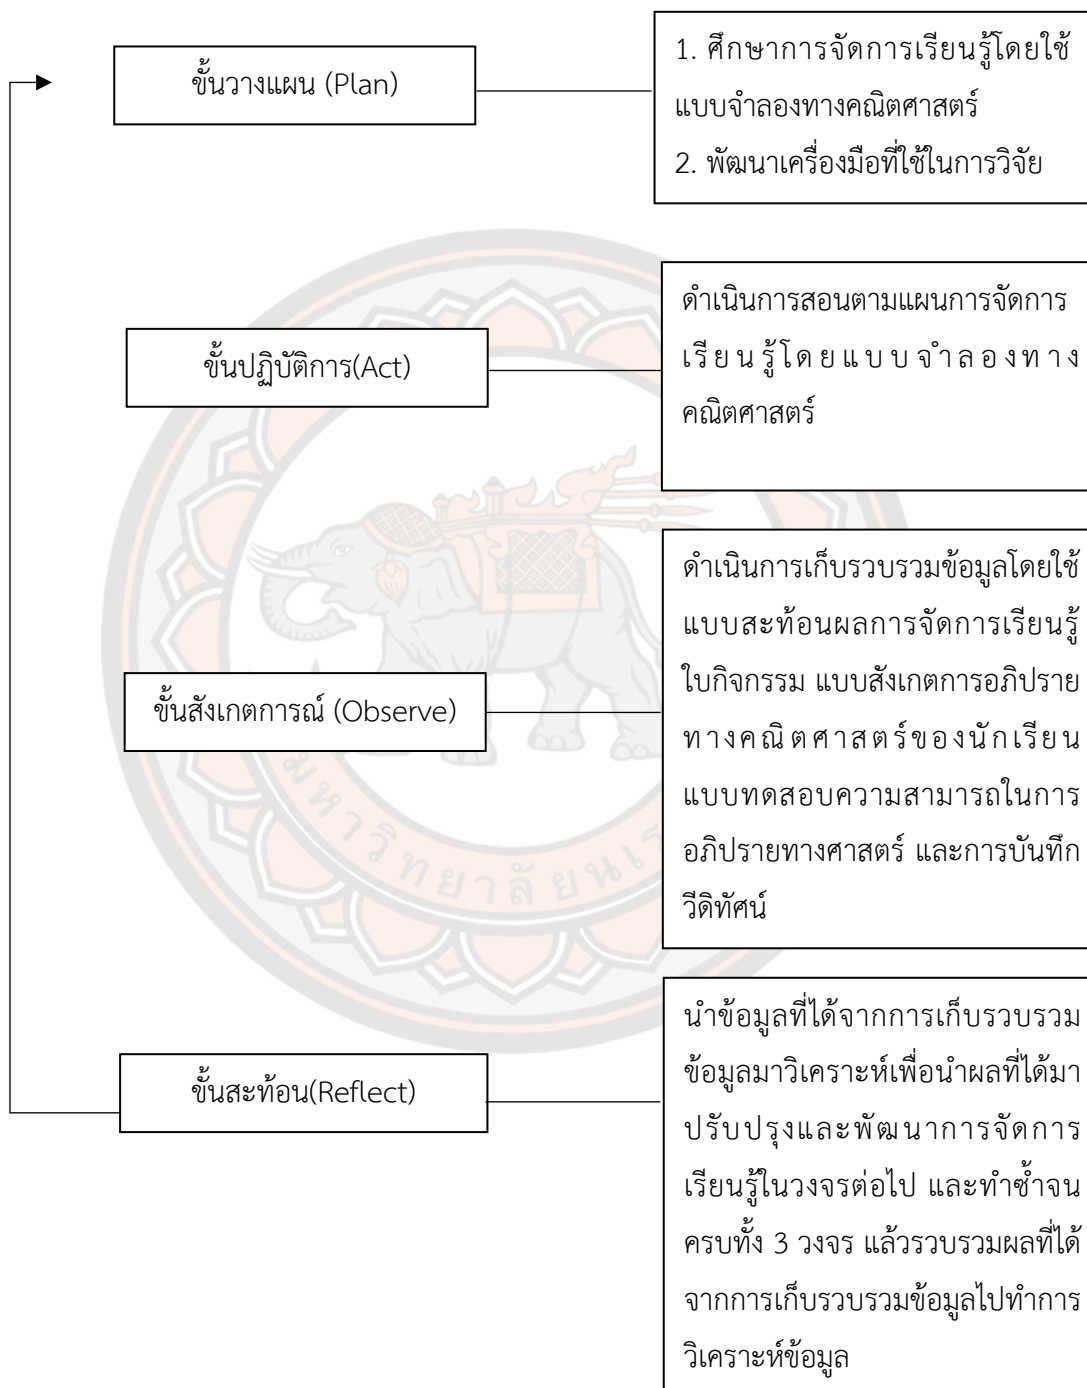 ขั้นวางแผน (Plan)
1. ศึกษาการจัดการเรียนรู้โดยใช้
แบบจำลองทางคณิตศาสตร์
2. พัฒนาเครื่องมือที่ใช้ในการวิจัย
ขั้นปฏิบัติการ(Act)
ดำเนินการสอนตามแผนการจัดการ
เรียนรู้โดยแบบจำลองทาง
คณิตศาสตร์
ขั้นสังเกตการณ์ (Observe)
ดำเนินการเก็บรวบรวมข้อมูลโดยใช้
แบบสะท้อนผลการจัดการเรียนรู้
ใบกิจกรรม แบบสังเกตการอภิปราย
ทางคณิตศาสตร์ของนักเรียน
แบบทดสอบความสามารถในการ
อภิปรายทางศาสตร์ และการบันทึก
วีดิทัศน์
ขั้นสะท้อน(Reflect)
นำข้อมูลที่ได้จากการเก็บรวบรวม
ข้อมูลมาวิเคราะห์เพื่อนำผลที่ได้มา
ปรับปรุงและพัฒนาการจัดการ
เรียนรู้ในวงจรต่อไป และทำซ้ำจน
ครบทั้ง 3 วงจร แล้วรวบรวมผลที่ได้
จากการเก็บรวบรวมข้อมูลไปทำการ
วิเคราะห์ข้อมูล
มหาวิทยาลัยนเร